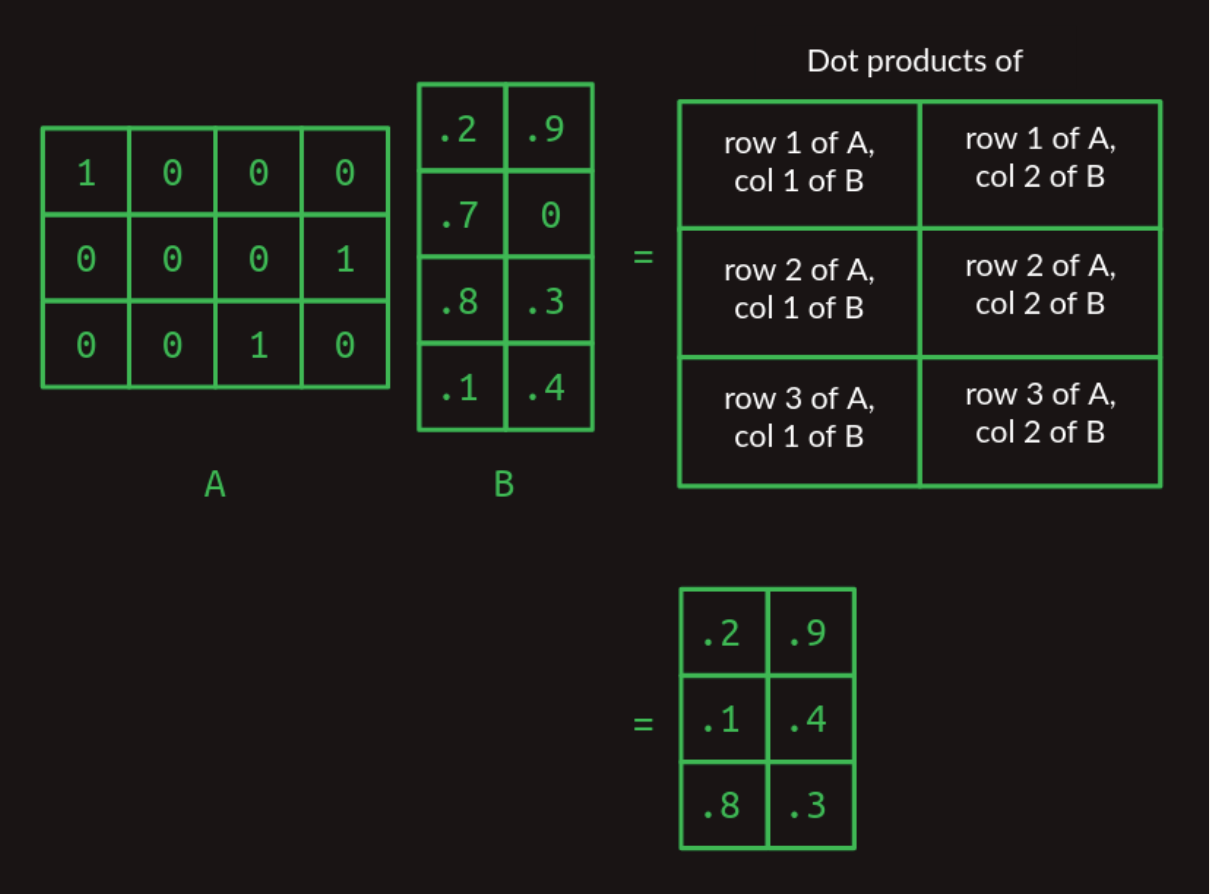 Dot products of
1 0 0 0
0 0 0 1
0 0 1 0
A
.2 .9
.7 0
.8 .3
.1 .4
B
=
row 1 of A,
col 1 of B
row 1 of A,
col 2 of B
row 2 of A,
col 1 of B
row 2 of A,
col 2 of B
row 3 of A,
col 1 of B
row 3 of A,
col 2 of B
=
.2 .9
.1 .4
.8 .3